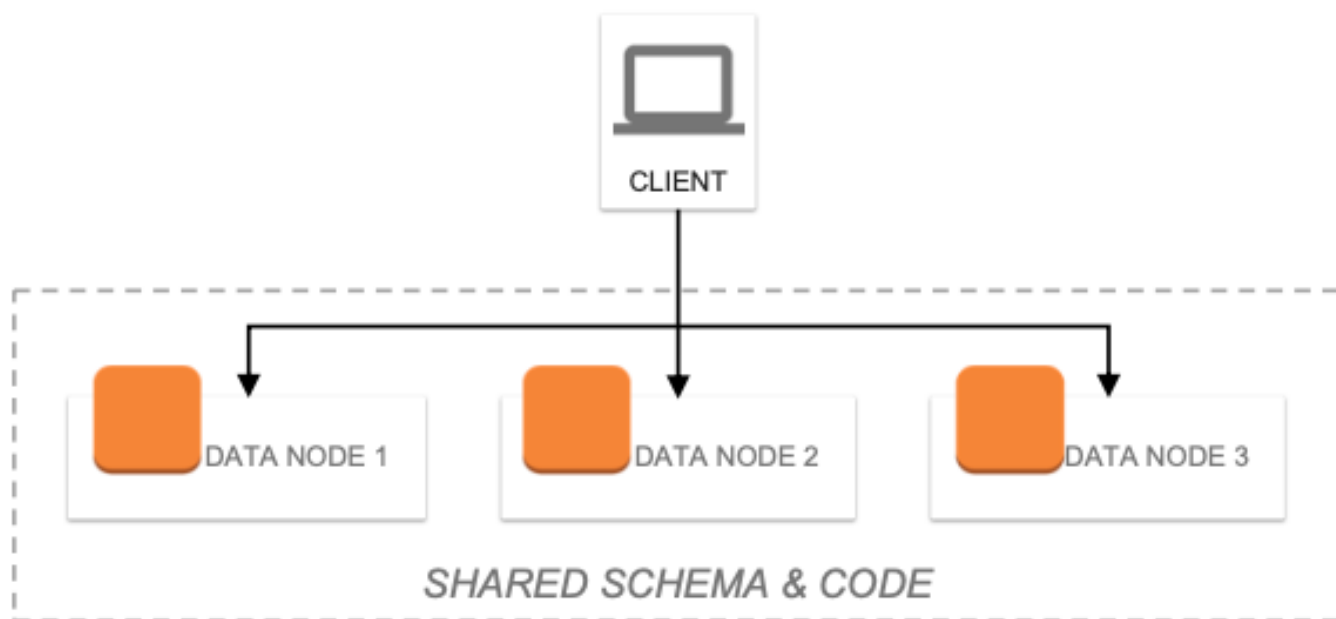 CLIENT
DATA NODE 1
DATA NODE 2
DATA NODE 3
SHARED SCHEMA & CODE